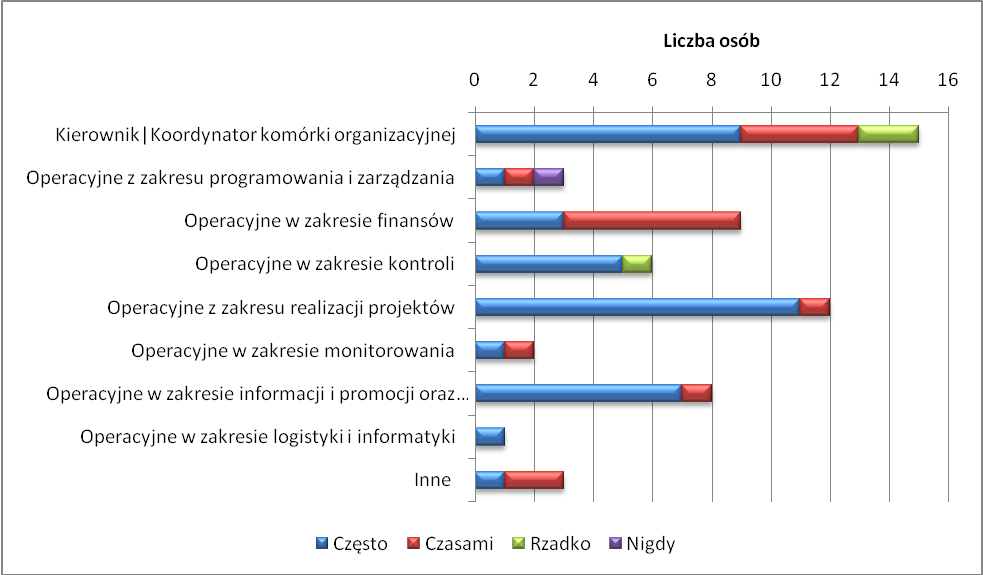 Liczba osób
0 2 4 6 8 10 12 14 16
Kierownik|Koordynator komórki organizacyjnej
Operacyjne z zakresu programowania i zarządzania
Operacyjne w zakresie finansów
Operacyjne w zakresie kontroli
Operacyjne z zakresu realizacji projektów
Operacyjne w zakresie monitorowania
Operacyjne w zakresie informacji i promocji oraz...
Operacyjne w zakresie logistyki i informatyki
Inne
Często Czasami Rzadko Nigdy